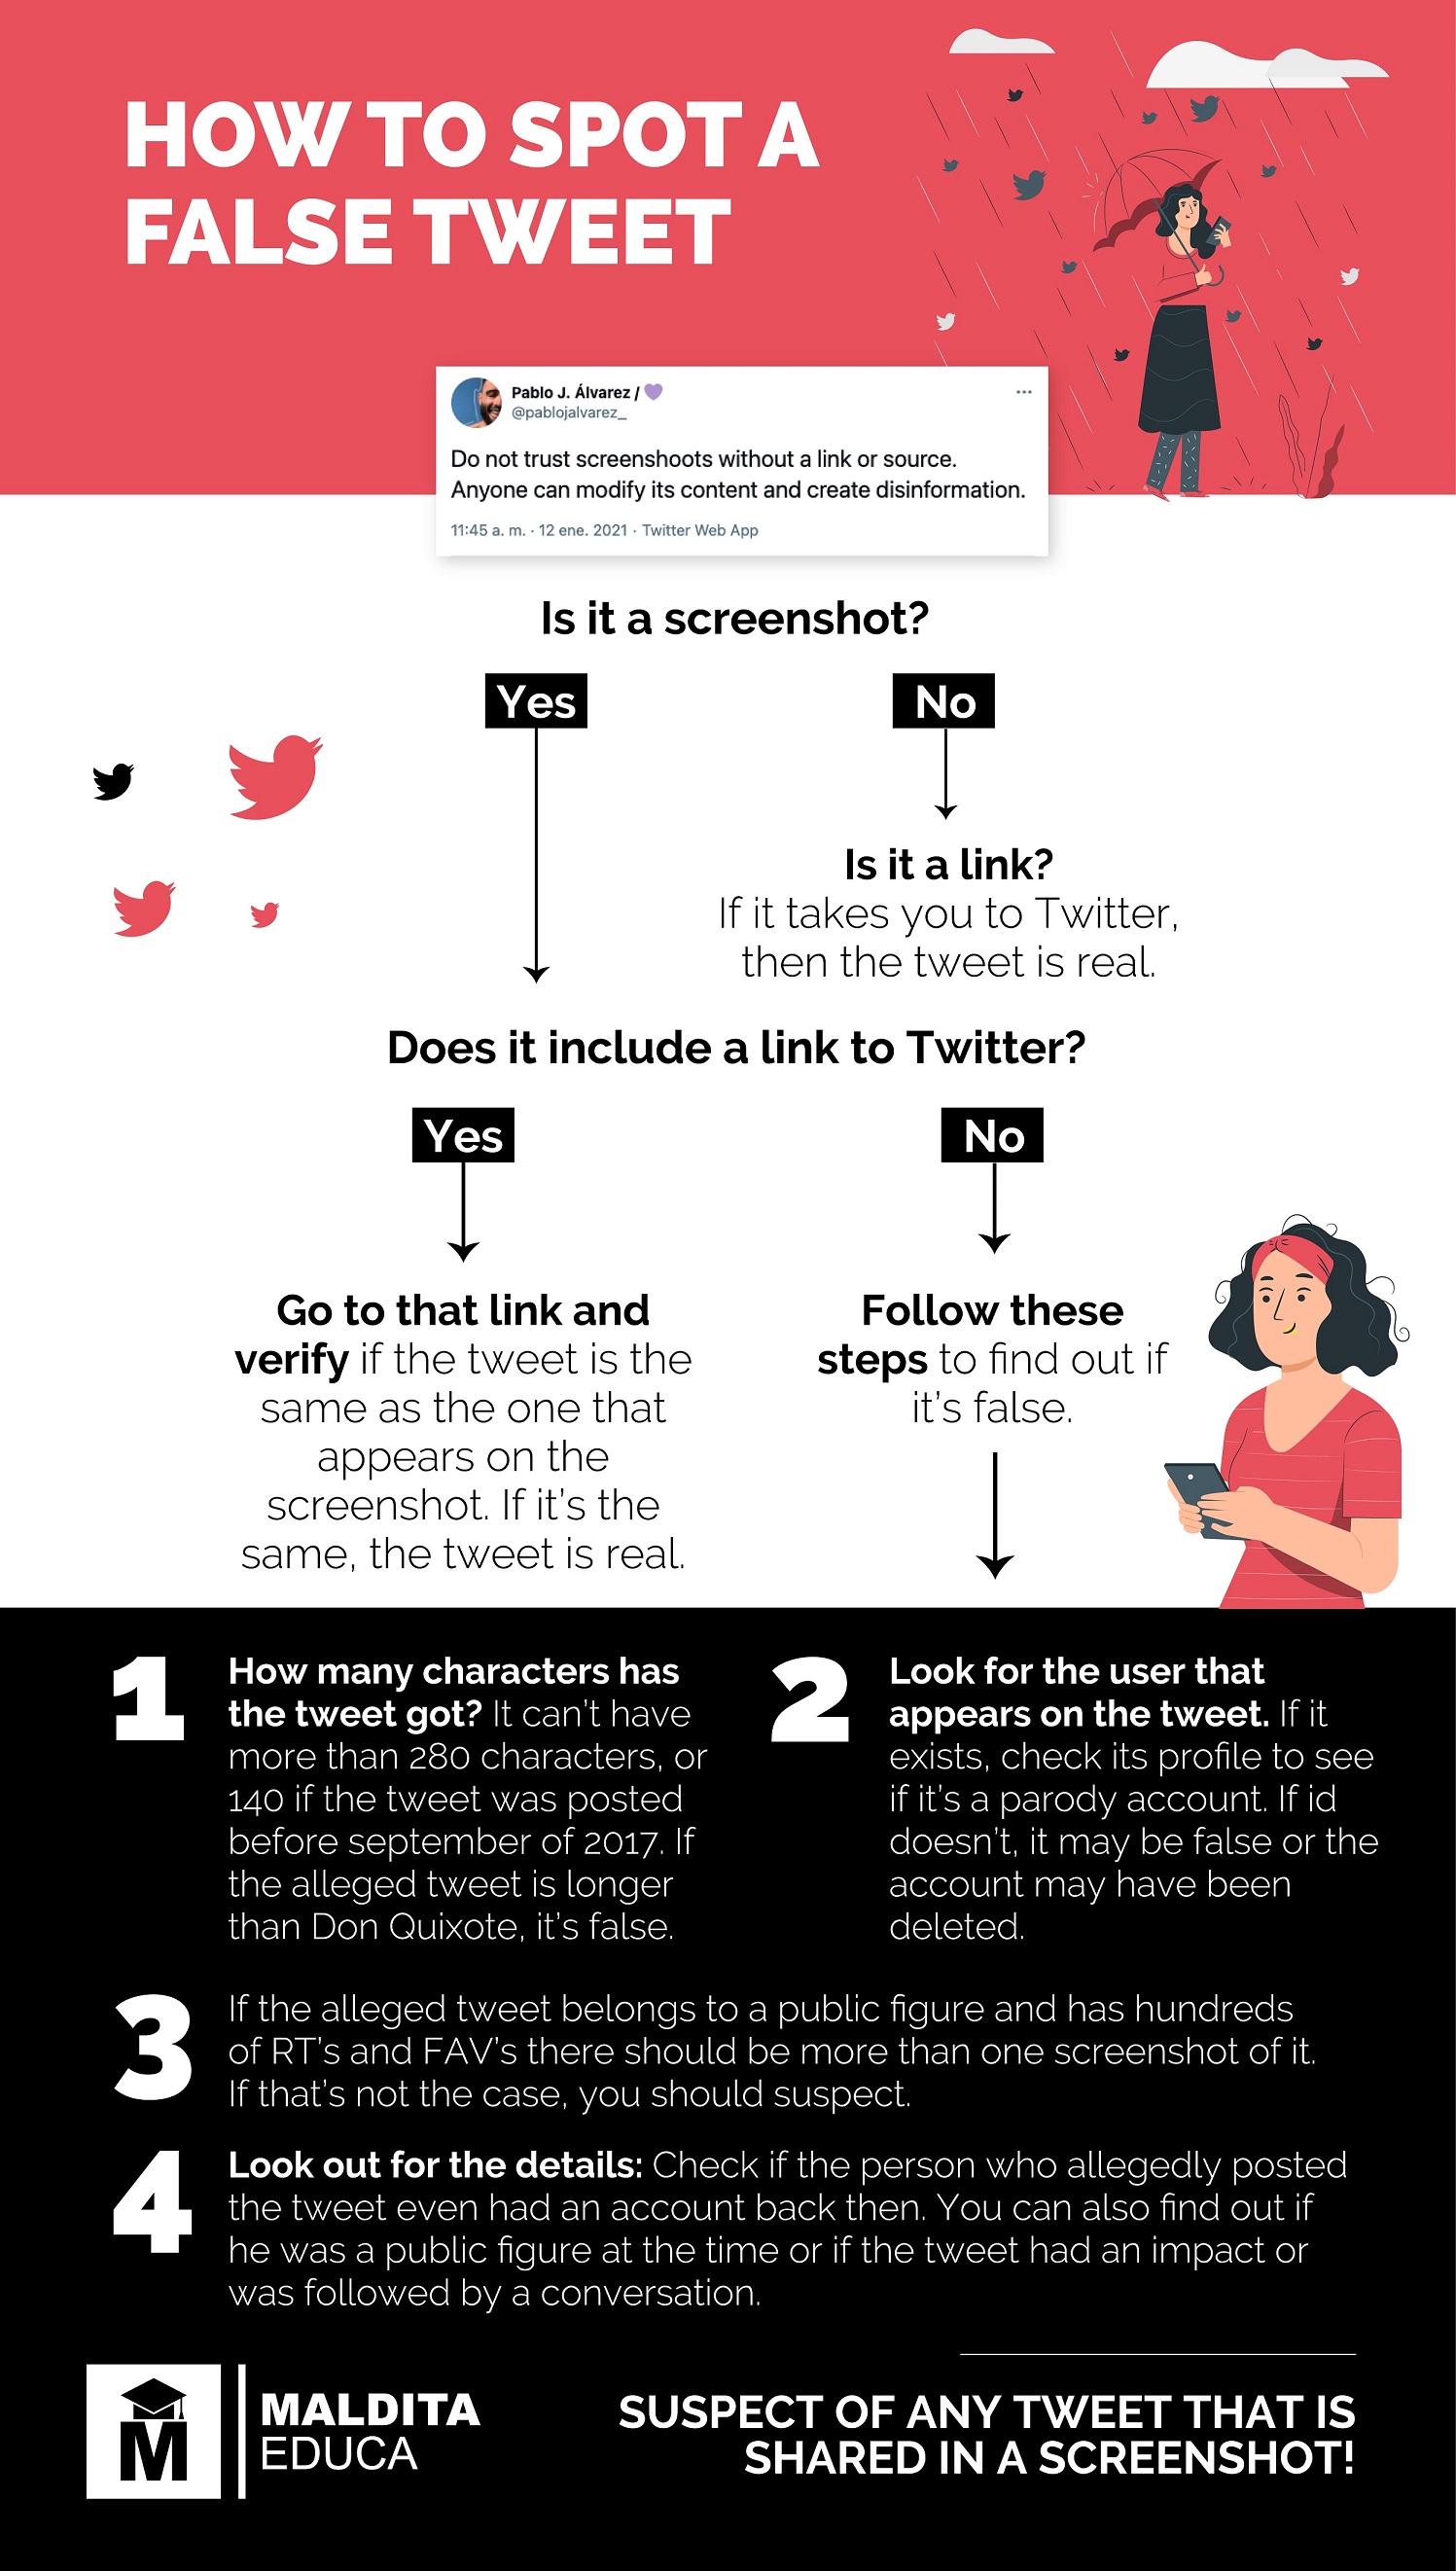 HOW TO SPOT A
FALSE TWEET
Pablo J. Álvarez / 💜
@pablojalvarez_
Do not trust screenshoots without a link or source.
Anyone can modify its content and create disinformation.
11:45 a. m. · 12 ene. 2021 · Twitter Web App
Is it a screenshot?
Yes
No
Is it a link?
If it takes you to Twitter,
then the tweet is real.
Does it include a link to Twitter?
Yes
No
Go to that link and
verify if the tweet is the
same as the one that
appears on the
screenshot. If it's the
same, the tweet is real.
Follow these
steps to find out if
it's false.
1
How many characters has
the tweet got? It can't have
more than 280 characters, or
140 if the tweet was posted
before september of 2017. If
the alleged tweet is longer
than Don Quixote, it's false.
2
Look for the user that
appears on the tweet. If it
exists, check its profile to see
if it's a parody account. If id
doesn't, it may be false or the
account may have been
deleted.
3
If the alleged tweet belongs to a public figure and has hundreds
of RT's and FAV's there should be more than one screenshot of it.
If that's not the case, you should suspect.
4
Look out for the details: Check if the person who allegedly posted
the tweet even had an account back then. You can also find out if
he was a public figure at the time or if the tweet had an impact or
was followed by a conversation.
M
MALDITA
EDUCA
SUSPECT OF ANY TWEET THAT IS
SHARED IN A SCREENSHOT!